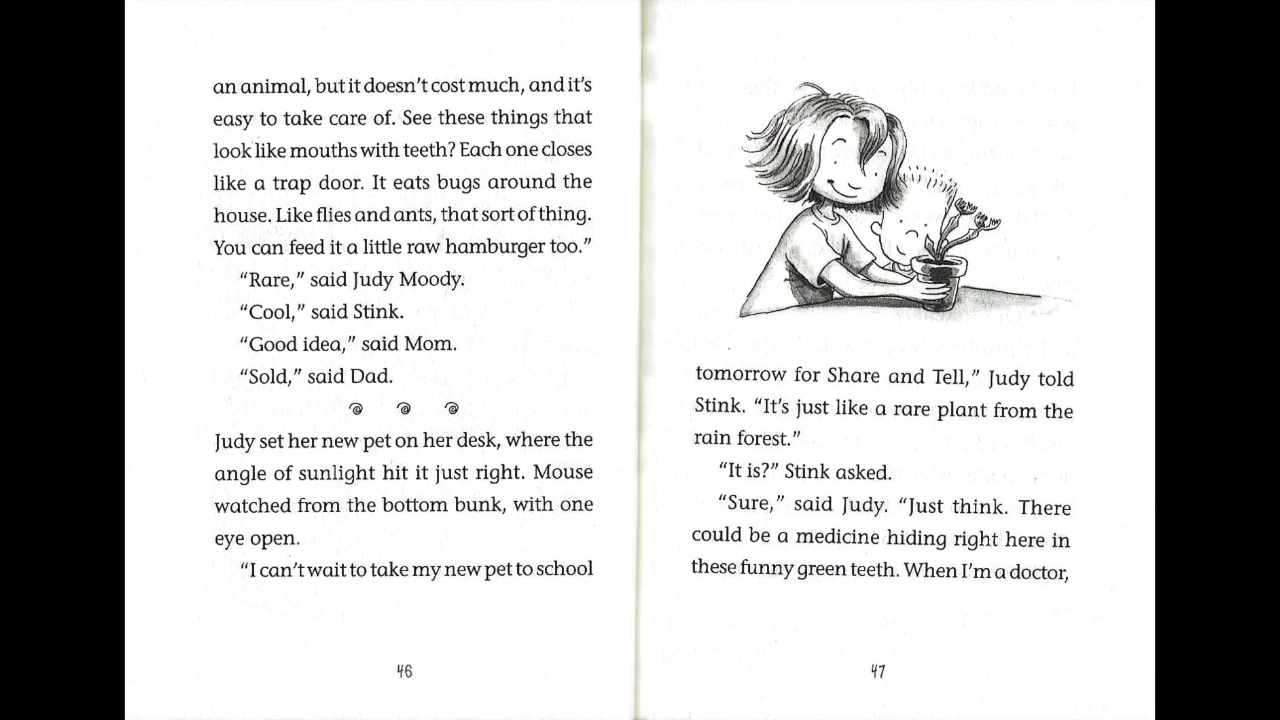 an animal, but it doesn't cost much, and it's
easy to take care of. See these things that
look like mouths with teeth? Each one closes
like a trap door. It eats bugs around the
house. Like flies and ants, that sort of thing.
You can feed it a little raw hamburger too.”
“Rare,” said Judy Moody.
“Cool,” said Stink.
“Good idea,” said Mom.
“Sold,” said Dad.
Judy set her new pet on her desk, where the
angle of sunlight hit it just right. Mouse
watched from the bottom bunk, with one
eye open.
“I can't wait to take my new pet to school
46
tomorrow for Share and Tell,” Judy told
Stink. “It's just like a rare plant from the
rain forest.”
“It is?” Stink asked.
“Sure,” said Judy. “Just think. There
could be a medicine hiding right here in
these funny green teeth. When I'm a doctor,
47